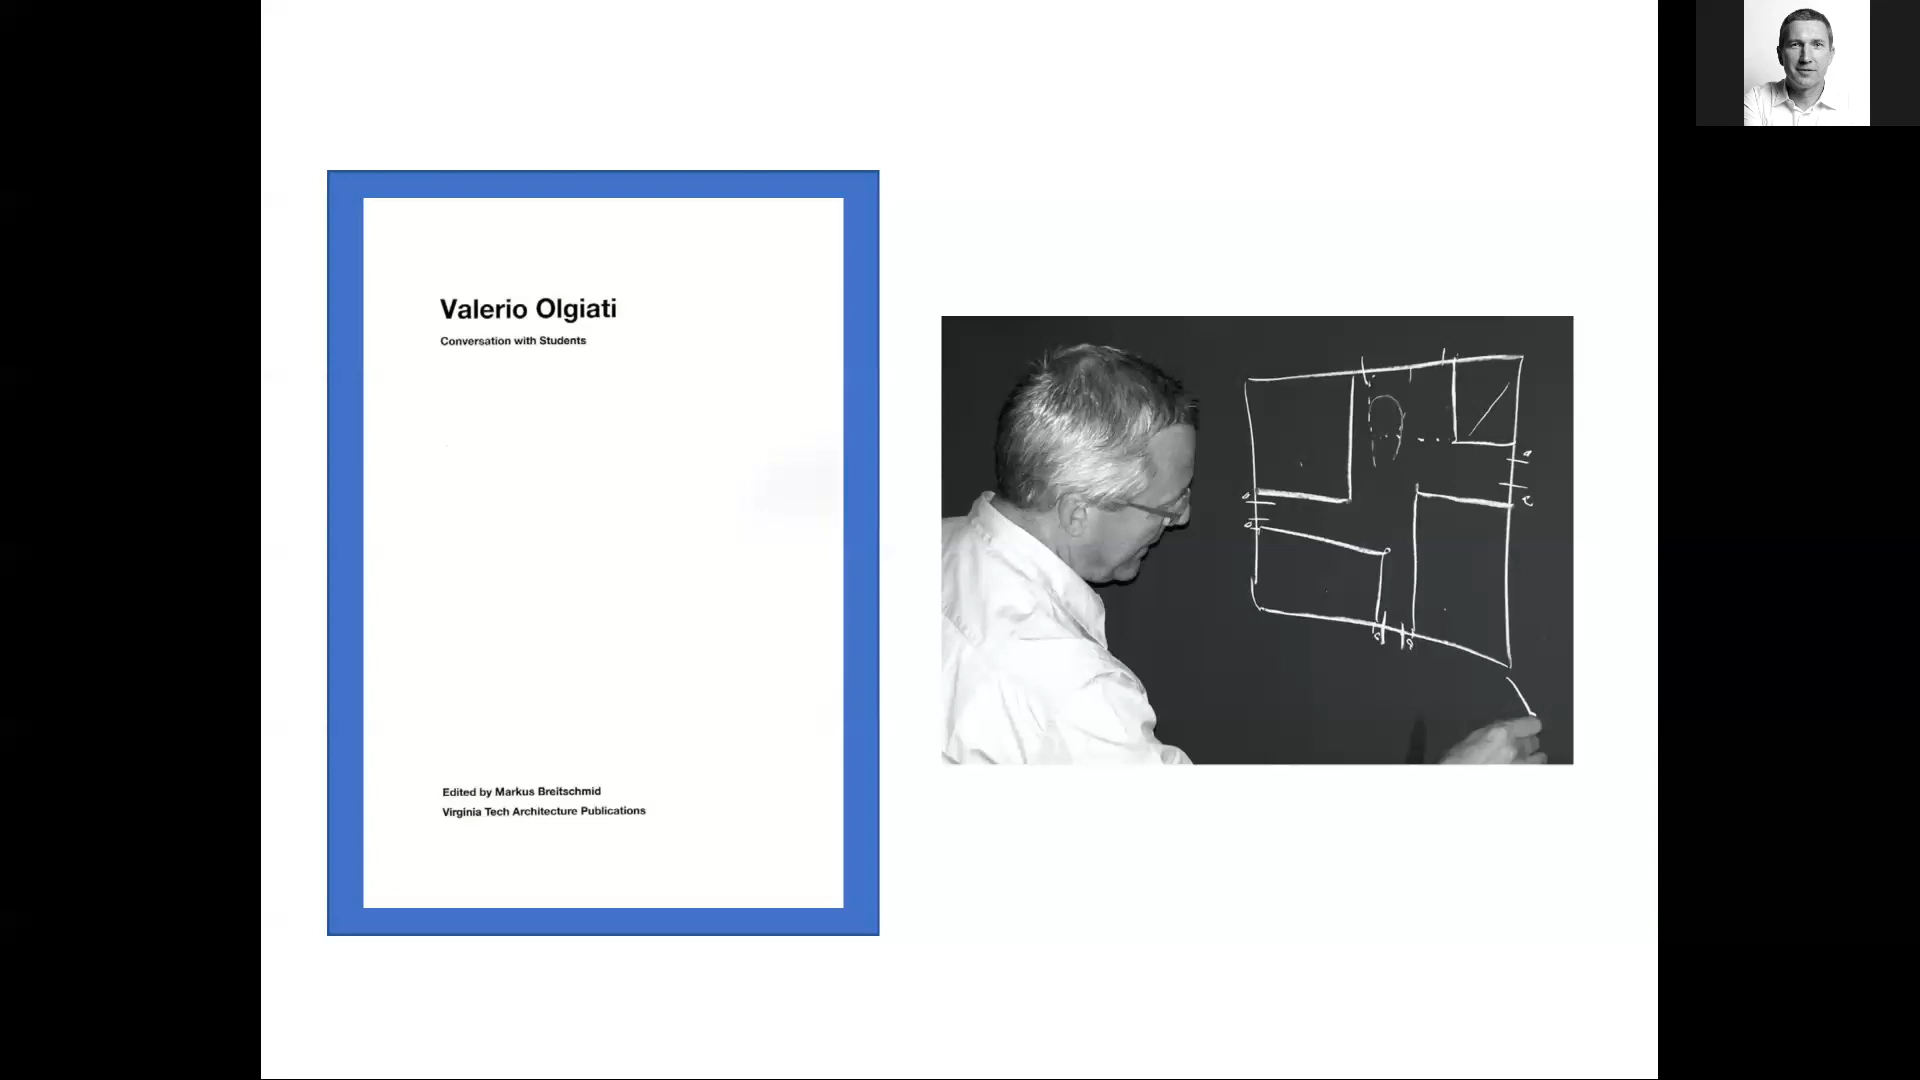 Valerio Olgiati
Conversation with Students
Edited by Markus Breitschmid
Virginia Tech Architecture Publications